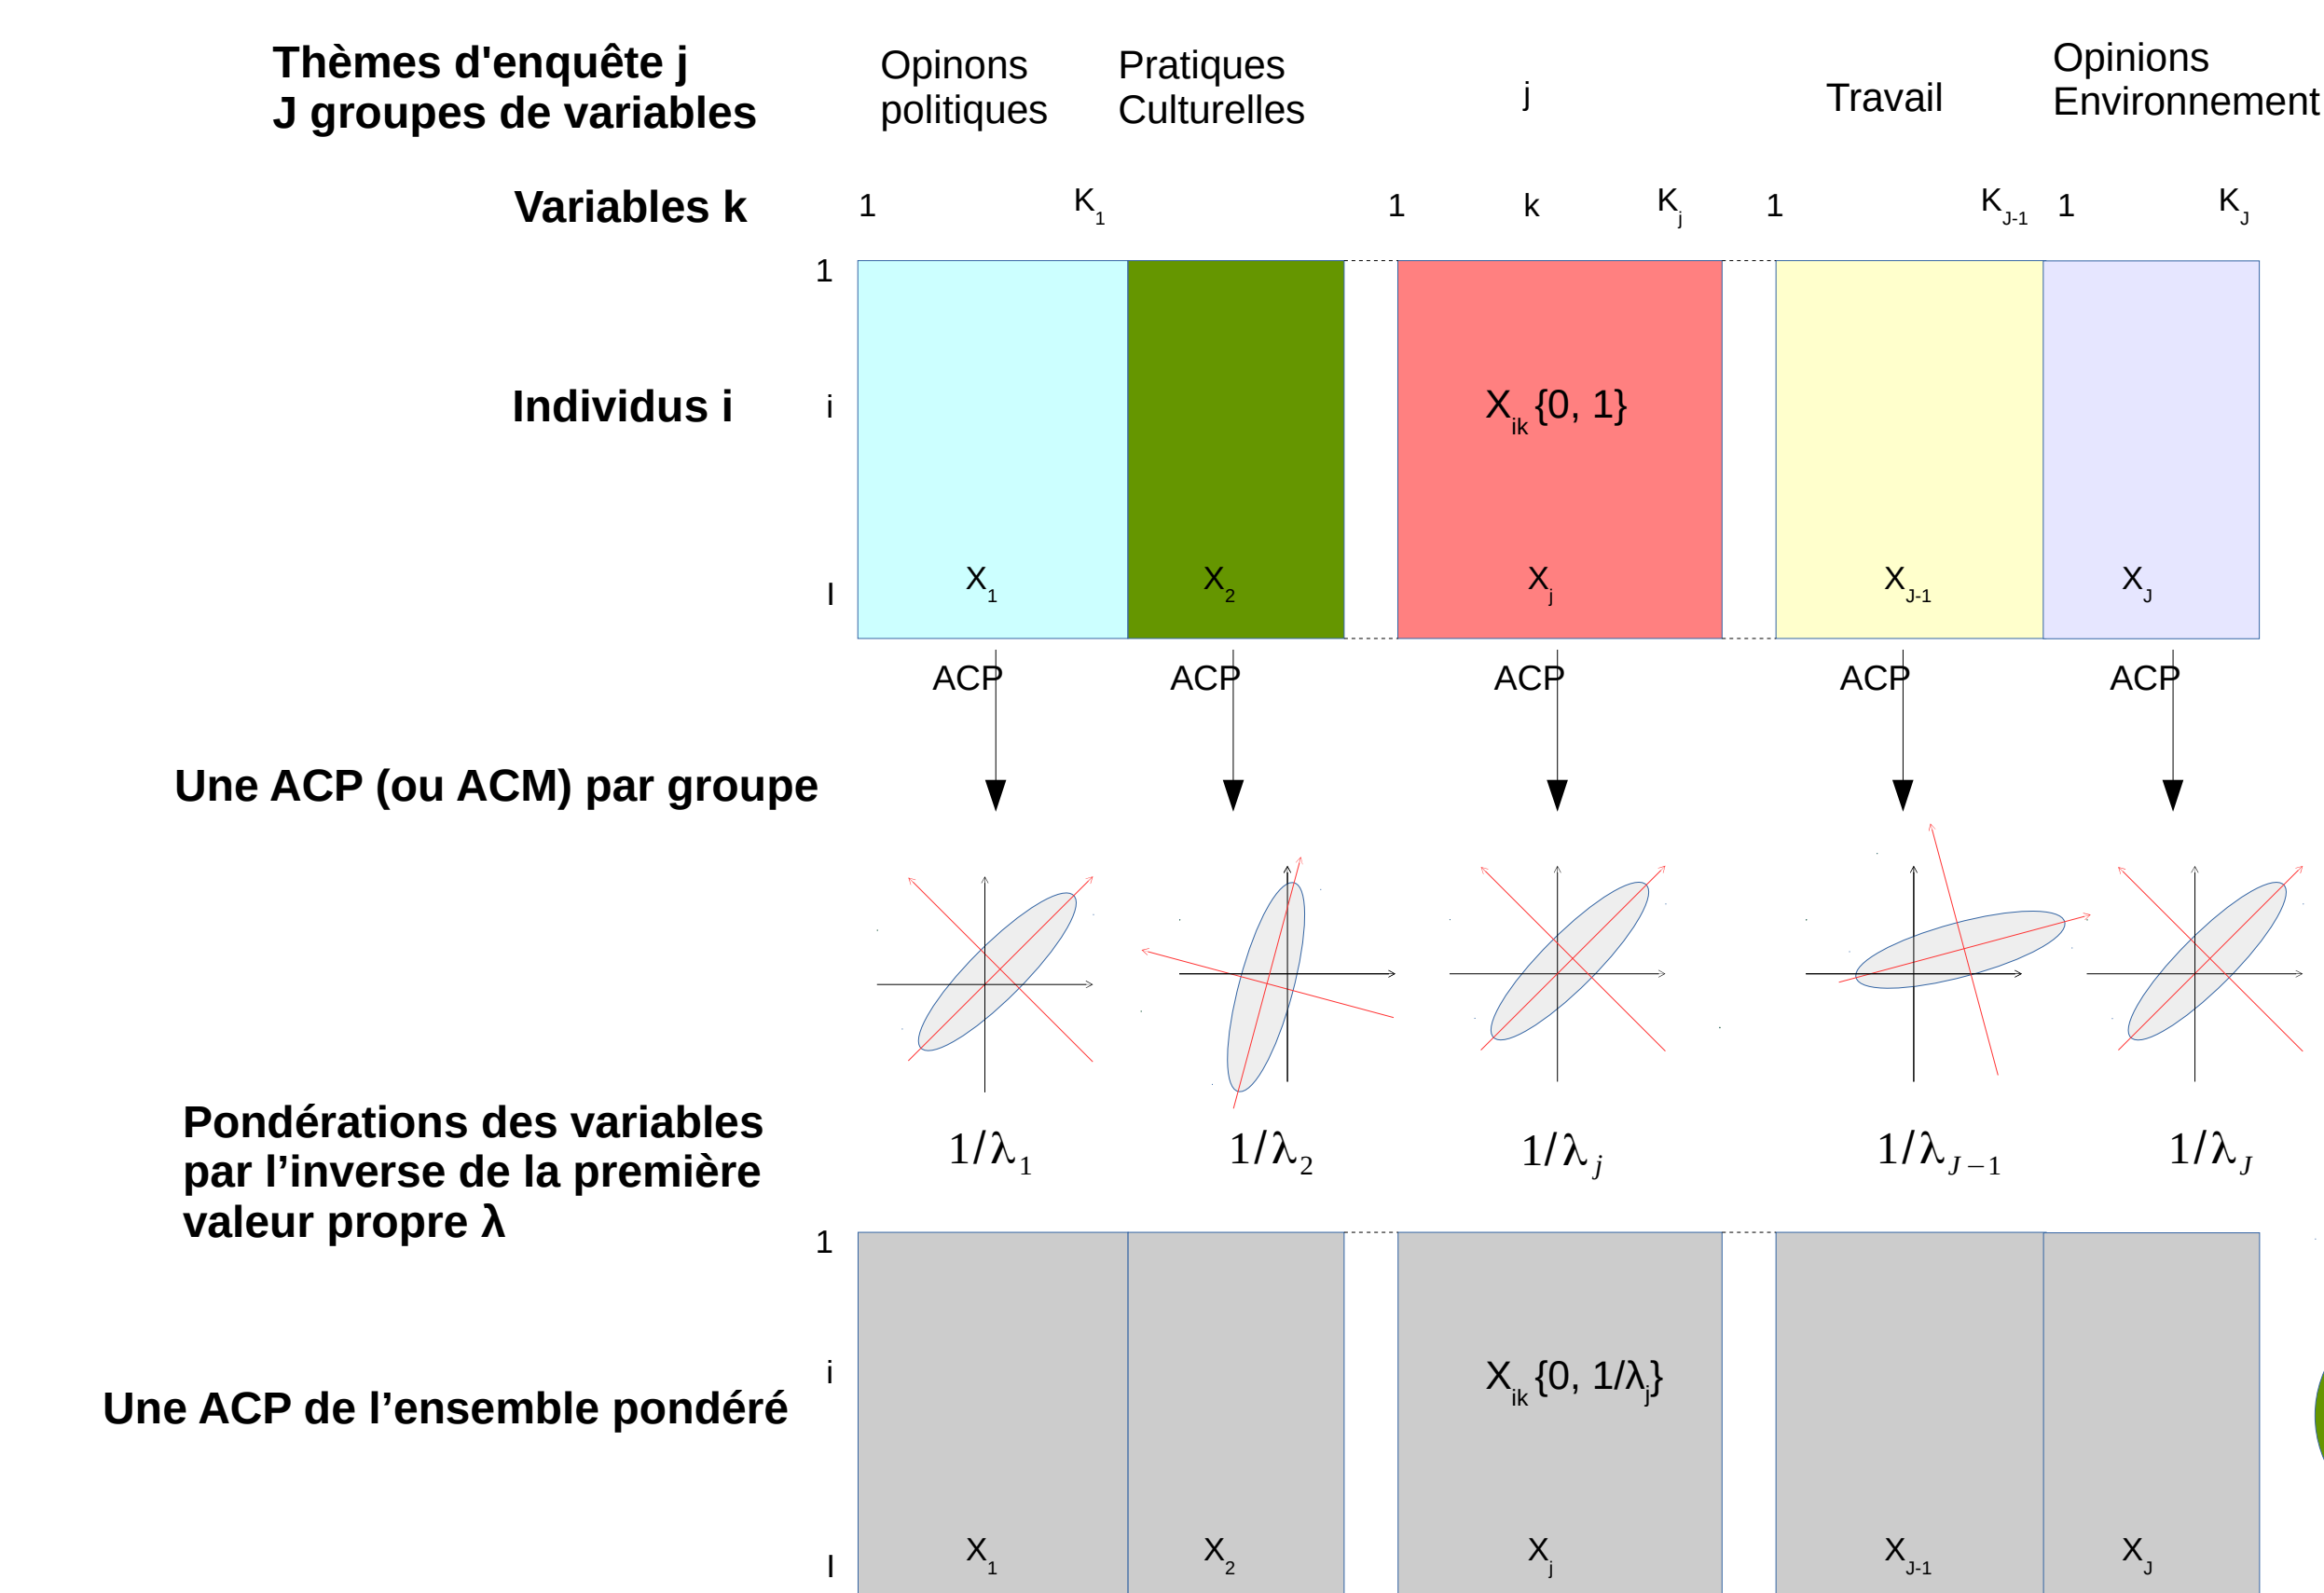 Thèmes d'enquête j
J groupes de variables
Opinons
politiques
Pratiques
Culturelles
j
Travail
Opinions
Environnement
Variables k
1
K1
1
k
Kj
1
KJ-1
1
KJ
1
Individus i
i
Xik {0, 1}
I
X1
X2
Xj
XJ-1
XJ
ACP
ACP
ACP
ACP
ACP
Une ACP (ou ACM) par groupe
Pondérations des variables
par l’inverse de la première
valeur propre λ
1/λ1
1/λ2
1/λj
1/λJ−1
1/λJ
1
i
Xik {0, 1/λj}
Une ACP de l’ensemble pondéré
I
X1
X2
Xj
XJ-1
XJ